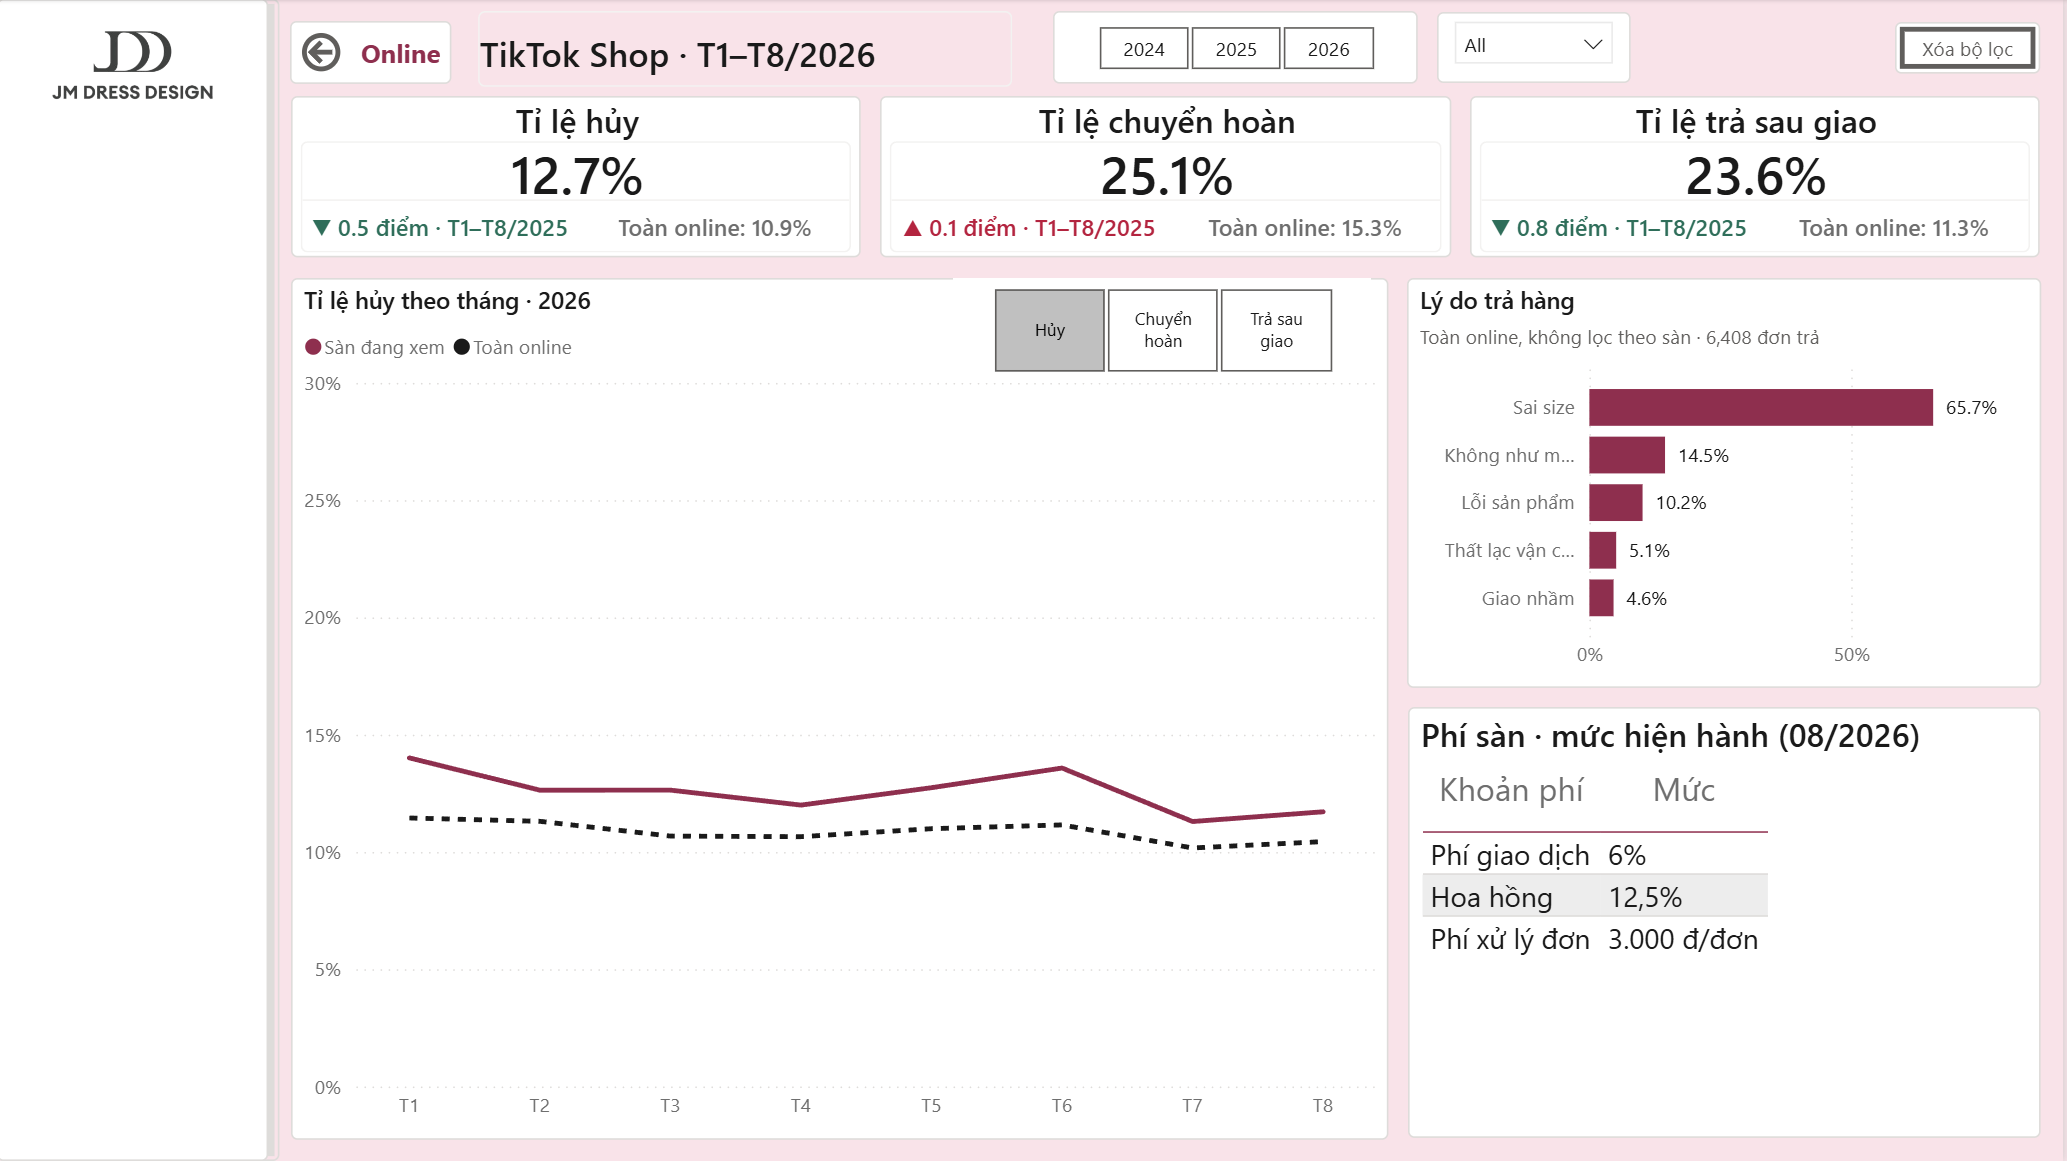 JM DRESS DESIGN
Online
TikTok Shop · T1–T8/2026
2024
2025
2026
All
Xóa bộ lọc
Tỉ lệ hủy
12.7%
▼ 0.5 điểm · T1–T8/2025
Toàn online: 10.9%
Tỉ lệ chuyển hoàn
25.1%
▲ 0.1 điểm · T1–T8/2025
Toàn online: 15.3%
Tỉ lệ trả sau giao
23.6%
▼ 0.8 điểm · T1–T8/2025
Toàn online: 11.3%
Tỉ lệ hủy theo tháng · 2026
Sàn đang xem
Toàn online
Hủy
Chuyển
hoàn
Trả sau
giao
30%
25%
20%
15%
10%
5%
0%
T1
T2
T3
T4
T5
T6
T7
T8
Lý do trả hàng
Toàn online, không lọc theo sàn · 6,408 đơn trả
Sai size
65.7%
Không như m...
14.5%
Lỗi sản phẩm
10.2%
Thất lạc vận c...
5.1%
Giao nhầm
4.6%
0%
50%
Phí sàn · mức hiện hành (08/2026)
Khoản phí
Mức
Phí giao dịch
6%
Hoa hồng
12,5%
Phí xử lý đơn
3.000 đ/đơn